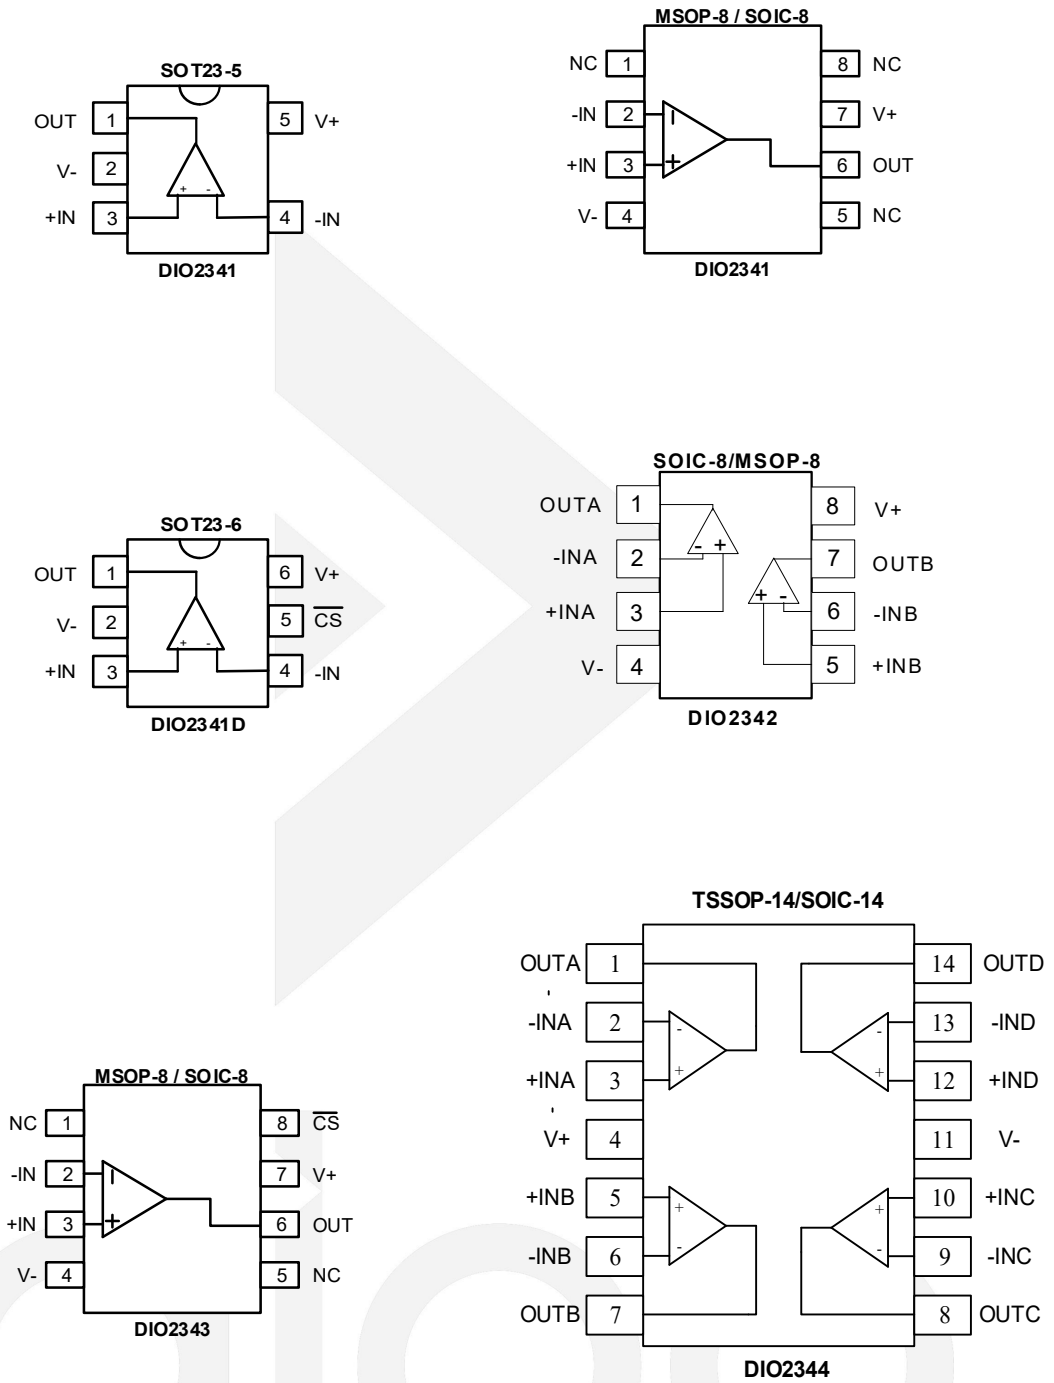 SOT23-5
OUT 1 5 V+
V- 2
+IN 3 4 -IN
+ -
DIO2341
MSOP-8 / SOIC-8
NC 1 8 NC
-IN 2 7 V+
+IN 3 6 OUT
V- 4 5 NC
- +
DIO2341
SOT23-6
OUT 1 6 V+
V- 2 5 C̅S̅
+IN 3 4 -IN
+ -
DIO2341D
SOIC-8/MSOP-8
OUTA 1 8 V+
-INA 2 7 OUTB
+INA 3 6 -INB
V- 4 5 +INB
- + + -
DIO2342
MSOP-8 / SOIC-8
NC 1 8 C̅S̅
-IN 2 7 V+
+IN 3 6 OUT
V- 4 5 NC
- +
DIO2343
TSSOP-14/SOIC-14
OUTA 1 14 OUTD
-INA 2 - - 13 -IND
+INA 3 + + 12 +IND
V+ 4 11 V-
+INB 5 + + 10 +INC
-INB 6 - - 9 -INC
OUTB 7 8 OUTC
DIO2344
dioo